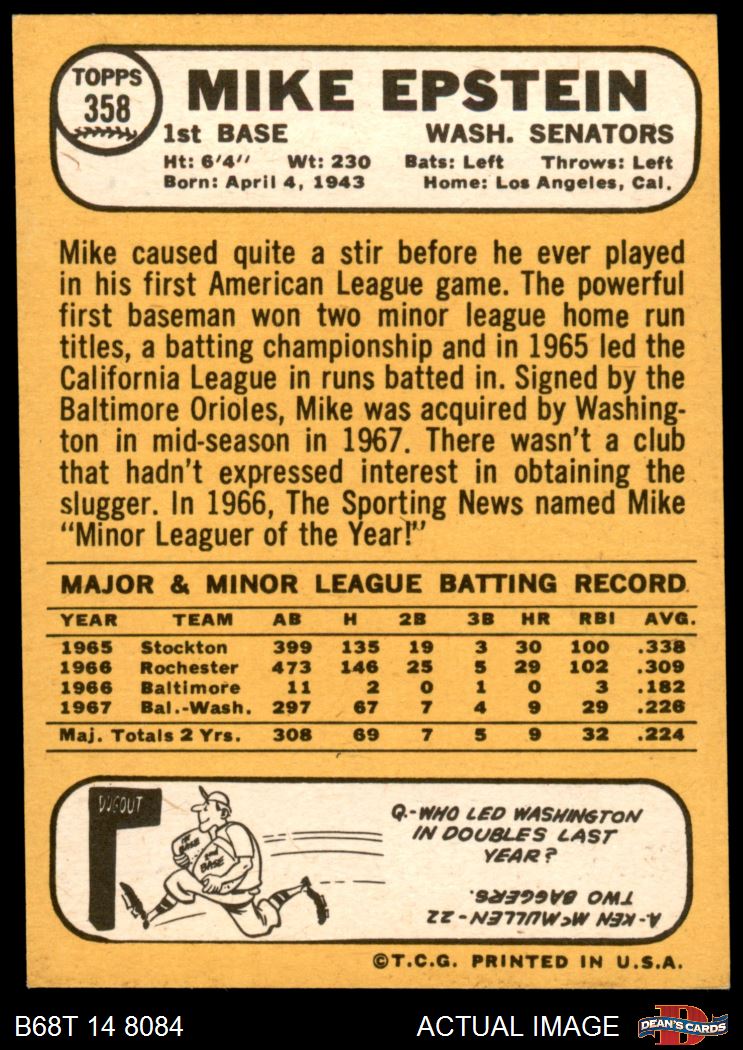 TOPPS
358
MIKE EPSTEIN
1st BASE WASH. SENATORS
Ht: 6'4" Wt: 230 Bats: Left Throws: Left
Born: April 4, 1943 Home: Los Angeles, Cal.
Mike caused quite a stir before he ever played
in his first American League game. The powerful
first baseman won two minor league home run
titles, a batting championship and in 1965 led the
California League in runs batted in. Signed by the
Baltimore Orioles, Mike was acquired by Washing-
ton in mid-season in 1967. There wasn't a club
that hadn't expressed interest in obtaining the
slugger. In 1966, The Sporting News named Mike
"Minor Leaguer of the Year!"
MAJOR & MINOR LEAGUE BATTING RECORD
YEAR TEAM AB H 2B 3B HR RBI AVG.
1965 Stockton 399 135 19 3 30 100 .338
1966 Rochester 473 146 25 5 29 102 .309
1966 Baltimore 11 2 0 1 0 3 .182
1967 Bal.-Wash. 297 67 7 4 9 29 .226
Maj. Totals 2 Yrs. 308 69 7 5 9 32 .224
DUGOUT
1st BASE
2nd BASE
Q.-WHO LED WASHINGTON
IN DOUBLES LAST
YEAR?
A.-KEN McMULLEN-22
TWO BAGGERS.
©T.C.G. PRINTED IN U.S.A.
B68T 14 8084 ACTUAL IMAGE
D
DEAN'S CARDS